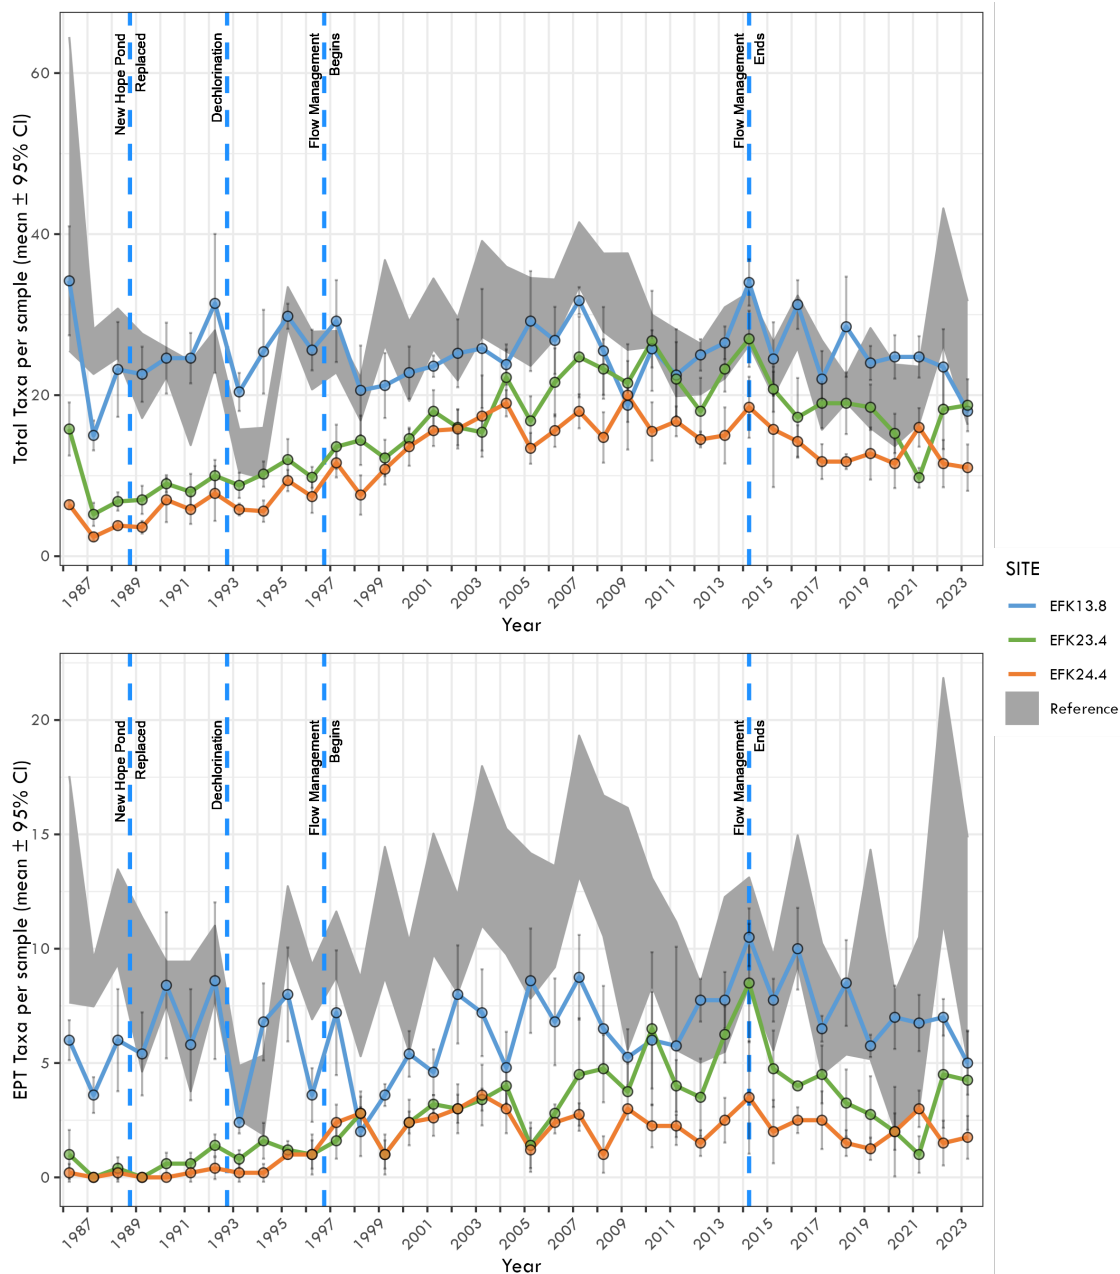 Total Taxa per sample (mean ± 95% CI)
60
40
20
0
New Hope Pond
Replaced
Dechlorination
Flow Management
Begins
Flow Management
Ends
1987 1989 1991 1993 1995 1997 1999 2001 2003 2005 2007 2009 2011 2013 2015 2017 2019 2021 2023
Year
SITE
EFK13.8
EFK23.4
EFK24.4
Reference
EPT Taxa per sample (mean ± 95% CI)
20
15
10
5
0
New Hope Pond
Replaced
Dechlorination
Flow Management
Begins
Flow Management
Ends
1987 1989 1991 1993 1995 1997 1999 2001 2003 2005 2007 2009 2011 2013 2015 2017 2019 2021 2023
Year